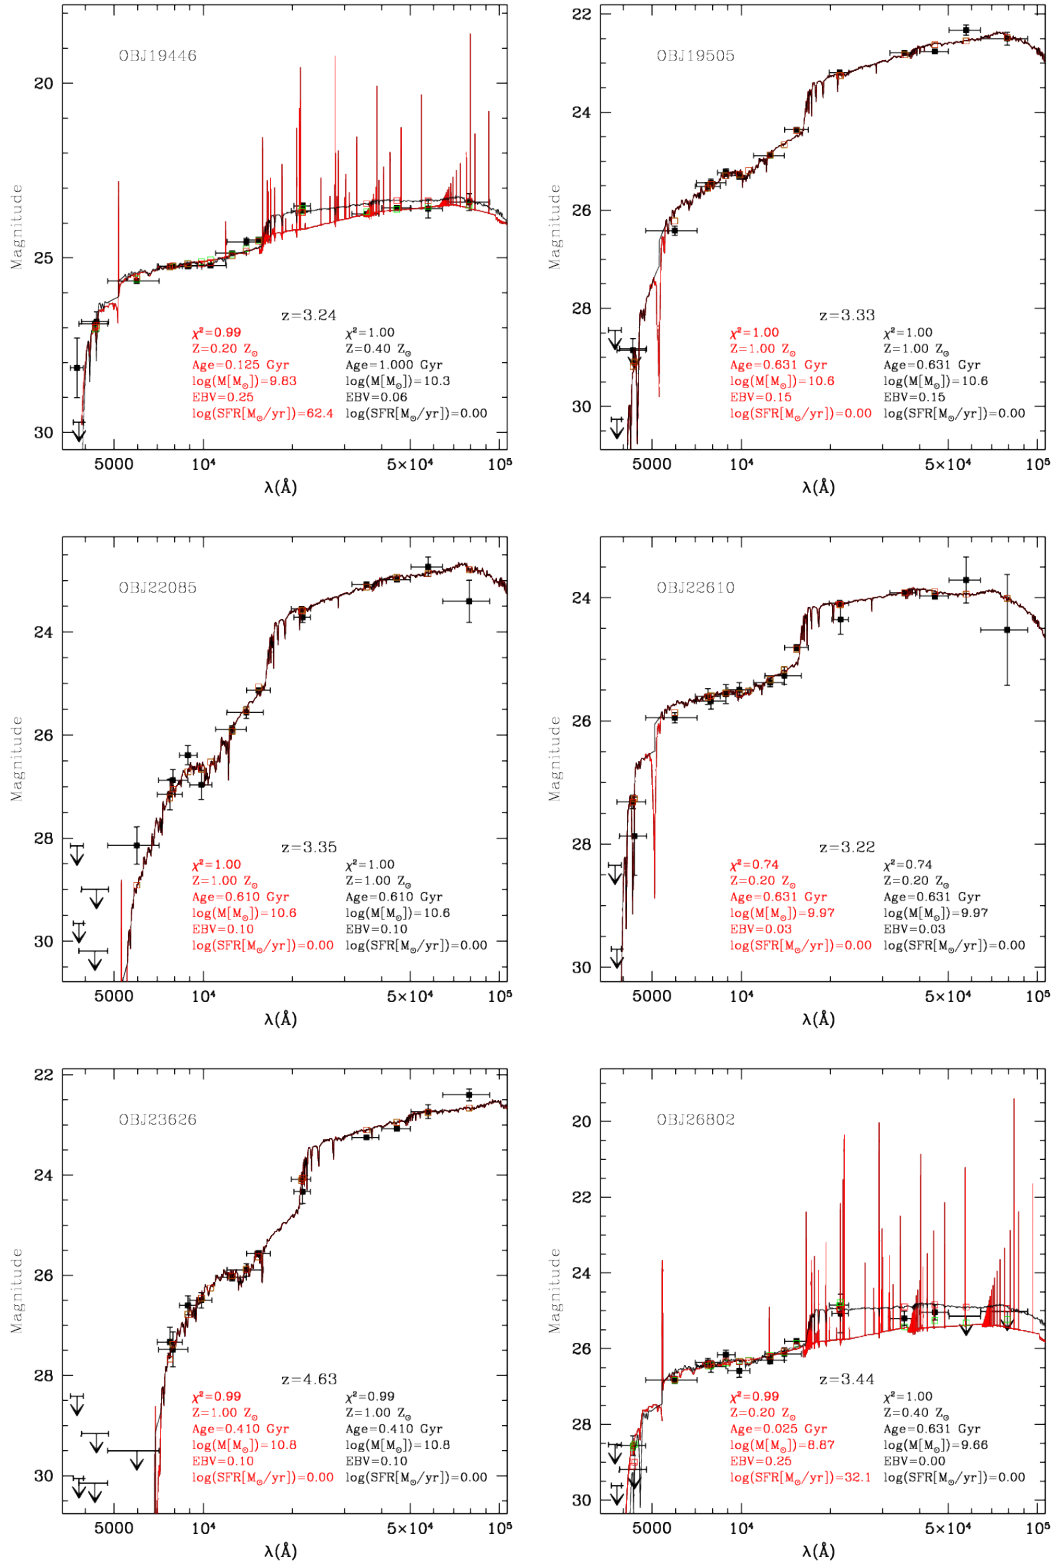 OBJ19446
20
25
30
Magnitude
z=3.24
χ²=0.99 χ²=1.00
Z=0.20 Z⊙ Z=0.40 Z⊙
Age=0.125 Gyr Age=1.000 Gyr
log(M[M⊙])=9.83 log(M[M⊙])=10.3
EBV=0.25 EBV=0.06
log(SFR[M⊙/yr])=62.4 log(SFR[M⊙/yr])=0.00
5000 10⁴ 5×10⁴ 10⁵
λ(Å)
OBJ19505
22
24
26
28
30
Magnitude
z=3.33
χ²=1.00 χ²=1.00
Z=1.00 Z⊙ Z=1.00 Z⊙
Age=0.631 Gyr Age=0.631 Gyr
log(M[M⊙])=10.6 log(M[M⊙])=10.6
EBV=0.15 EBV=0.15
log(SFR[M⊙/yr])=0.00 log(SFR[M⊙/yr])=0.00
5000 10⁴ 5×10⁴ 10⁵
λ(Å)
OBJ22085
24
26
28
30
Magnitude
z=3.35
χ²=1.00 χ²=1.00
Z=1.00 Z⊙ Z=1.00 Z⊙
Age=0.610 Gyr Age=0.610 Gyr
log(M[M⊙])=10.6 log(M[M⊙])=10.6
EBV=0.10 EBV=0.10
log(SFR[M⊙/yr])=0.00 log(SFR[M⊙/yr])=0.00
5000 10⁴ 5×10⁴ 10⁵
λ(Å)
OBJ22610
24
26
28
30
Magnitude
z=3.22
χ²=0.74 χ²=0.74
Z=0.20 Z⊙ Z=0.20 Z⊙
Age=0.631 Gyr Age=0.631 Gyr
log(M[M⊙])=9.97 log(M[M⊙])=9.97
EBV=0.03 EBV=0.03
log(SFR[M⊙/yr])=0.00 log(SFR[M⊙/yr])=0.00
5000 10⁴ 5×10⁴ 10⁵
λ(Å)
OBJ23626
22
24
26
28
30
Magnitude
z=4.63
χ²=0.99 χ²=0.99
Z=1.00 Z⊙ Z=1.00 Z⊙
Age=0.410 Gyr Age=0.410 Gyr
log(M[M⊙])=10.8 log(M[M⊙])=10.8
EBV=0.10 EBV=0.10
log(SFR[M⊙/yr])=0.00 log(SFR[M⊙/yr])=0.00
5000 10⁴ 5×10⁴ 10⁵
λ(Å)
OBJ26802
20
22
24
26
28
30
Magnitude
z=3.44
χ²=0.99 χ²=1.00
Z=0.20 Z⊙ Z=0.40 Z⊙
Age=0.025 Gyr Age=0.631 Gyr
log(M[M⊙])=8.87 log(M[M⊙])=9.66
EBV=0.25 EBV=0.00
log(SFR[M⊙/yr])=32.1 log(SFR[M⊙/yr])=0.00
5000 10⁴ 5×10⁴ 10⁵
λ(Å)